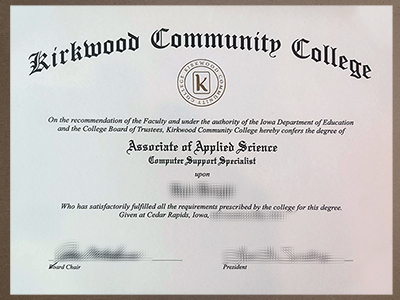 Kirkwood Community College
KIRKWOOD COMMUNITY COLLEGE
K
On the recommendation of the Faculty and under the authority of the Iowa Department of Education
and the College Board of Trustees, Kirkwood Community College hereby confers the degree of
Associate of Applied Science
Computer Support Specialist
upon
Who has satisfactorily fulfilled all the requirements prescribed by the college for this degree.
Given at Cedar Rapids, Iowa,
Board Chair
President